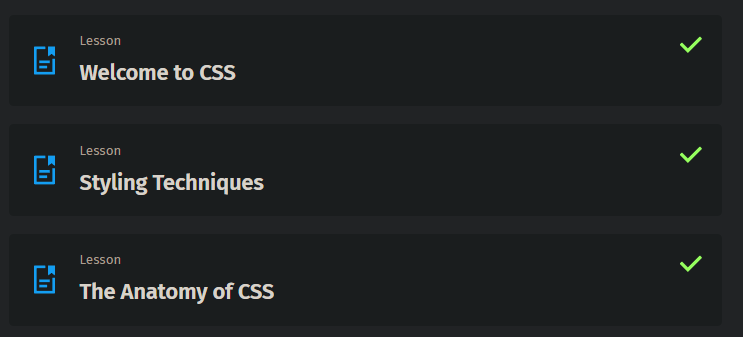 Lesson
Welcome to CSS
Lesson
Styling Techniques
Lesson
The Anatomy of CSS